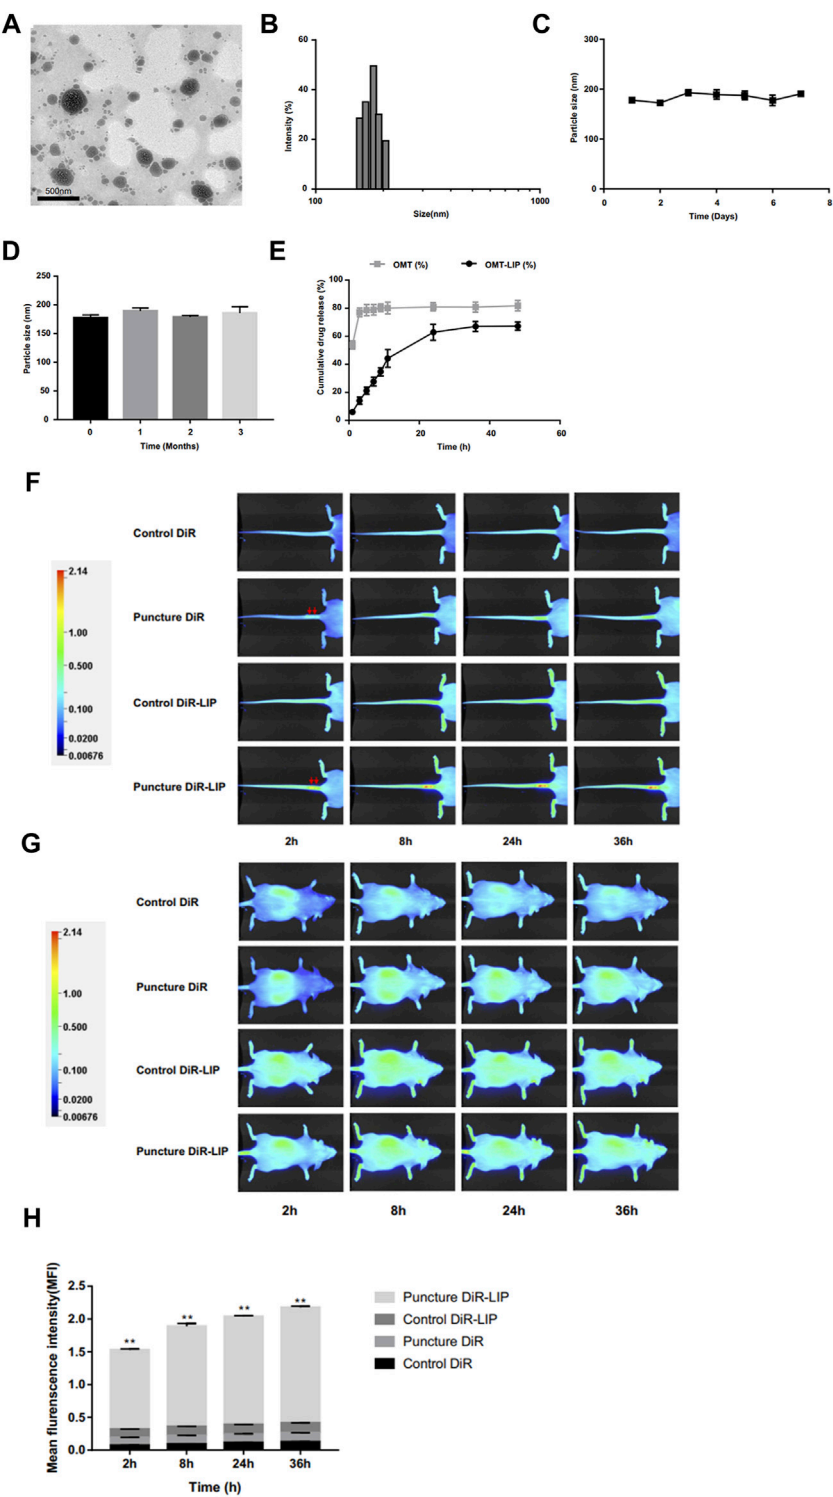 A
500nm
B
60
40
20
0
Intensity (%)
100
1000
Size(nm)
C
300
200
100
0
Particle size (nm)
0
2
4
6
8
Time (Days)
D
250
200
150
100
50
0
Particle size (nm)
0
1
2
3
Time (Months)
E
OMT (%)
OMT-LIP (%)
100
80
60
40
20
0
Cumulative drug release (%)
0
20
40
60
Time (h)
F
2.14
1.00
0.500
0.100
0.0200
0.00676
Control DiR
Puncture DiR
Control DiR-LIP
Puncture DiR-LIP
2h
8h
24h
36h
G
2.14
1.00
0.500
0.100
0.0200
0.00676
Control DiR
Puncture DiR
Control DiR-LIP
Puncture DiR-LIP
2h
8h
24h
36h
H
2.5
2.0
1.5
1.0
0.5
0.0
Mean flurenscence intensity(MFI)
**
**
**
**
2h
8h
24h
36h
Time (h)
Puncture DiR-LIP
Control DiR-LIP
Puncture DiR
Control DiR